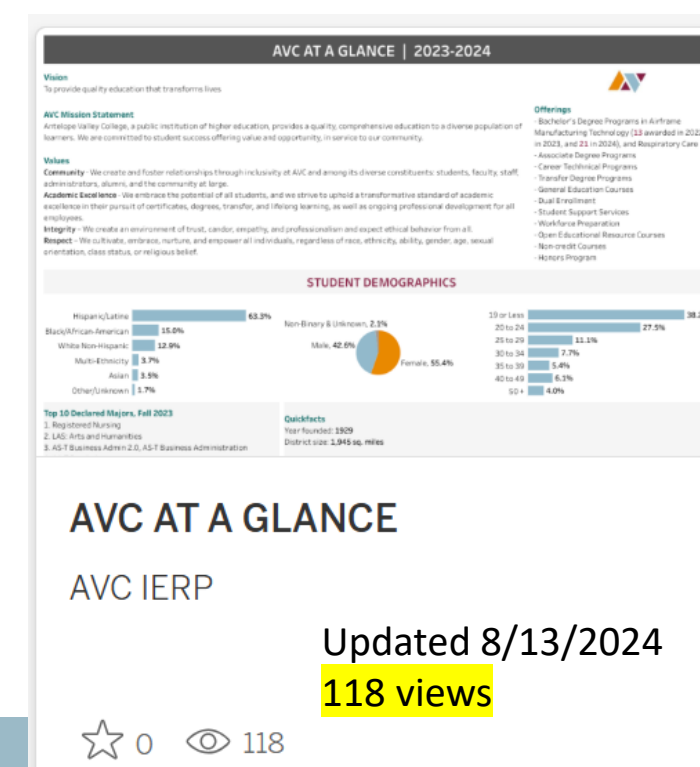 AVC AT A GLANCE | 2023-2024
Vision
To provide quality education that transforms lives
AVC Mission Statement
Antelope Valley College, a public institution of higher education, provides a quality, comprehensive education to a diverse population of
learners. We are committed to student success offering value and opportunity, in service to our community.
Values
Community - We create and foster relationships through inclusivity at AVC and among its diverse constituents: students, faculty, staff,
administrators, alumni, and the community at large.
Academic Excellence - We embrace the potential of all students, and we strive to uphold a transformative standard of academic
excellence in their pursuit of certificates, degrees, transfer, and lifelong learning, as well as ongoing professional development for all
employees.
Integrity - We create an environment of trust, candor, empathy, and professionalism and expect ethical behavior from all.
Respect - We cultivate, embrace, nurture, and empower all individuals, regardless of race, ethnicity, ability, gender, age, sexual
orientation, class status, or religious belief.
Offerings
- Bachelor's Degree Programs in Airframe
Manufacturing Technology (13 awarded in 202
in 2023, and 21 in 2024), and Respiratory Care
- Associate Degree Programs
- Career Techhnical Programs
- Transfer Degree Programs
- General Education Courses
- Dual Enrollment
- Student Support Services
- Workforce Preparation
- Open Educational Resource Courses
- Non-credit Courses
- Honors Program
STUDENT DEMOGRAPHICS
Hispanic/Latinx 63.3%
Black/African-American 15.0%
White Non-Hispanic 12.9%
Multi-Ethnicity 3.7%
Asian 3.5%
Other/Unknown 1.7%
Non-Binary & Unknown, 2.1%
Male, 42.6%
Female, 55.4%
19 or Less 38.2
20 to 24 27.5%
25 to 29 11.1%
30 to 34 7.7%
35 to 39 5.4%
40 to 49 6.1%
50 + 4.0%
Top 10 Declared Majors, Fall 2023
1. Registered Nursing
2. LAS: Arts and Humanities
3. AS-T Business Admin 2.0, AS-T Business Administration
Quickfacts
Year founded: 1929
District size: 1,945 sq. miles
AVC AT A GLANCE
AVC IERP
Updated 8/13/2024
118 views
0 118